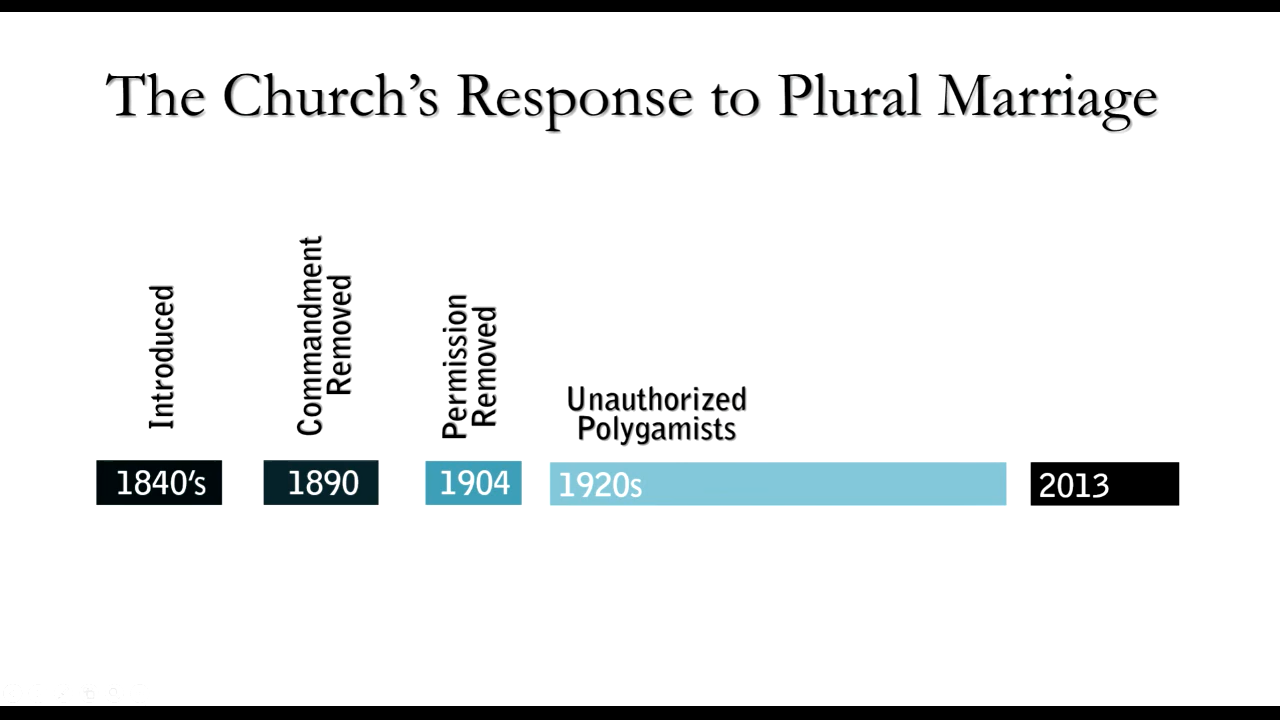 The Church's Response to Plural Marriage
Introduced
Commandment
Removed
Permission
Removed
Unauthorized
Polygamists
1840's
1890
1904
1920s
2013